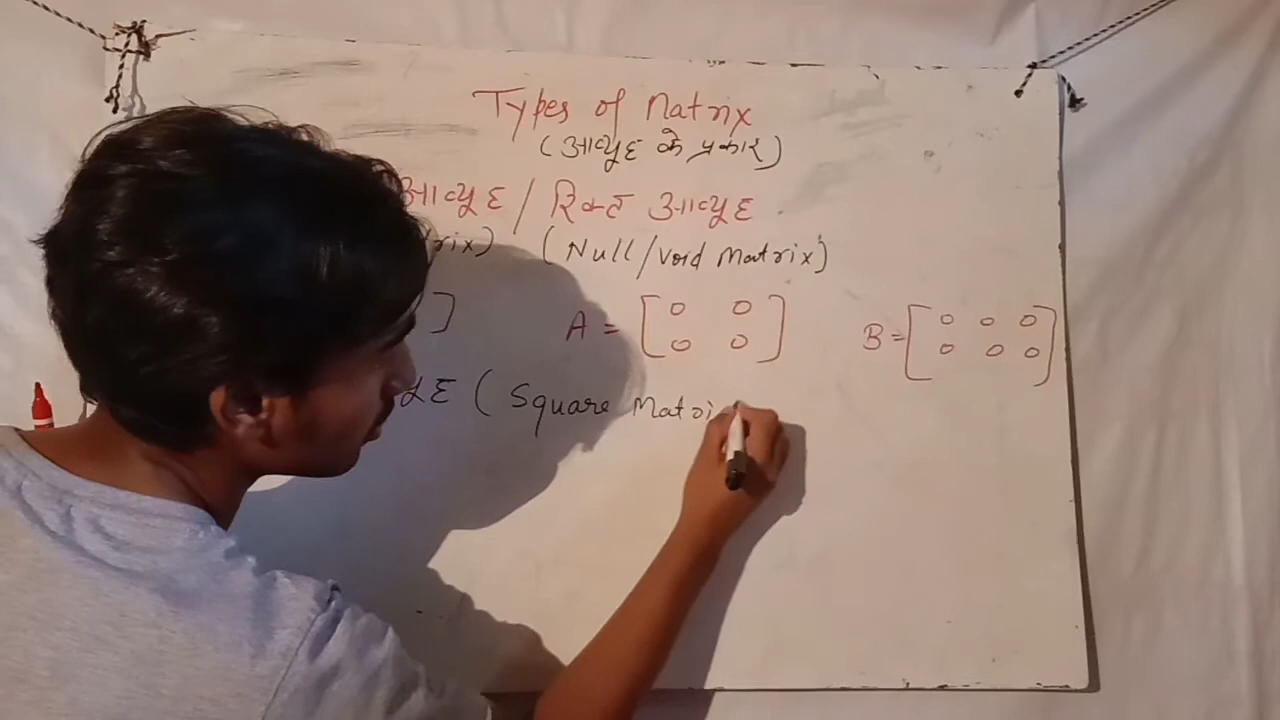 Types of Matrix
(आव्यूह के प्रकार)
आव्यूह / रिक्त आव्यूह
trix) (Null/Void Matrix)
] A = [ 0 0 B = [ 0 0 0
0 0 ] 0 0 0 ]
यूह ( Square Matri